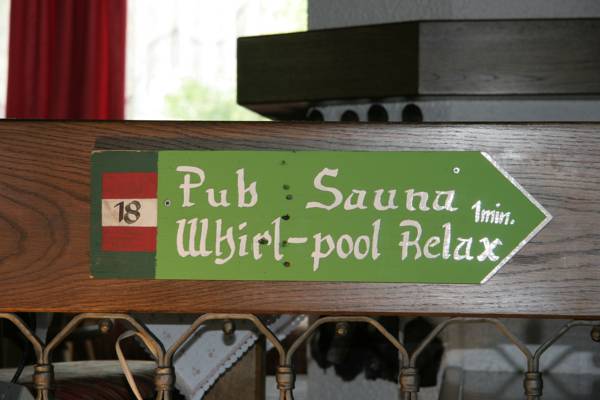 18
Pub Sauna 1min.
Whirl-pool Relax